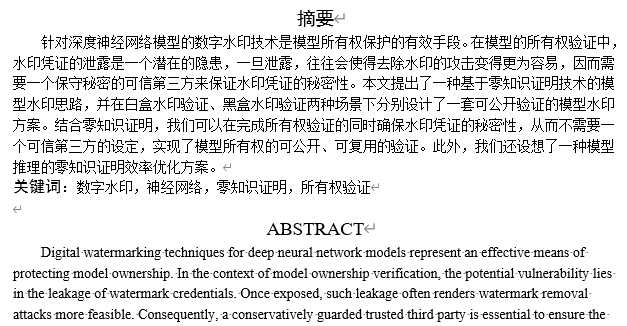 摘要
针对深度神经网络模型的数字水印技术是模型所有权保护的有效手段。在模型的所有权验证中，
水印凭证的泄露是一个潜在的隐患，一旦泄露，往往会使得去除水印的攻击变得更为容易，因而需
要一个保守秘密的可信第三方来保证水印凭证的秘密性。本文提出了一种基于零知识证明技术的模
型水印思路，并在白盒水印验证、黑盒水印验证两种场景下分别设计了一套可公开验证的模型水印
方案。结合零知识证明，我们可以在完成所有权验证的同时确保水印凭证的秘密性，从而不需要一
个可信第三方的设定，实现了模型所有权的可公开、可复用的验证。此外，我们还设想了一种模型
推理的零知识证明效率优化方案。
关键词：数字水印，神经网络，零知识证明，所有权验证
ABSTRACT
Digital watermarking techniques for deep neural network models represent an effective means of
protecting model ownership. In the context of model ownership verification, the potential vulnerability lies
in the leakage of watermark credentials. Once exposed, such leakage often renders watermark removal
attacks more feasible. Consequently, a conservatively guarded trusted third party is essential to ensure the